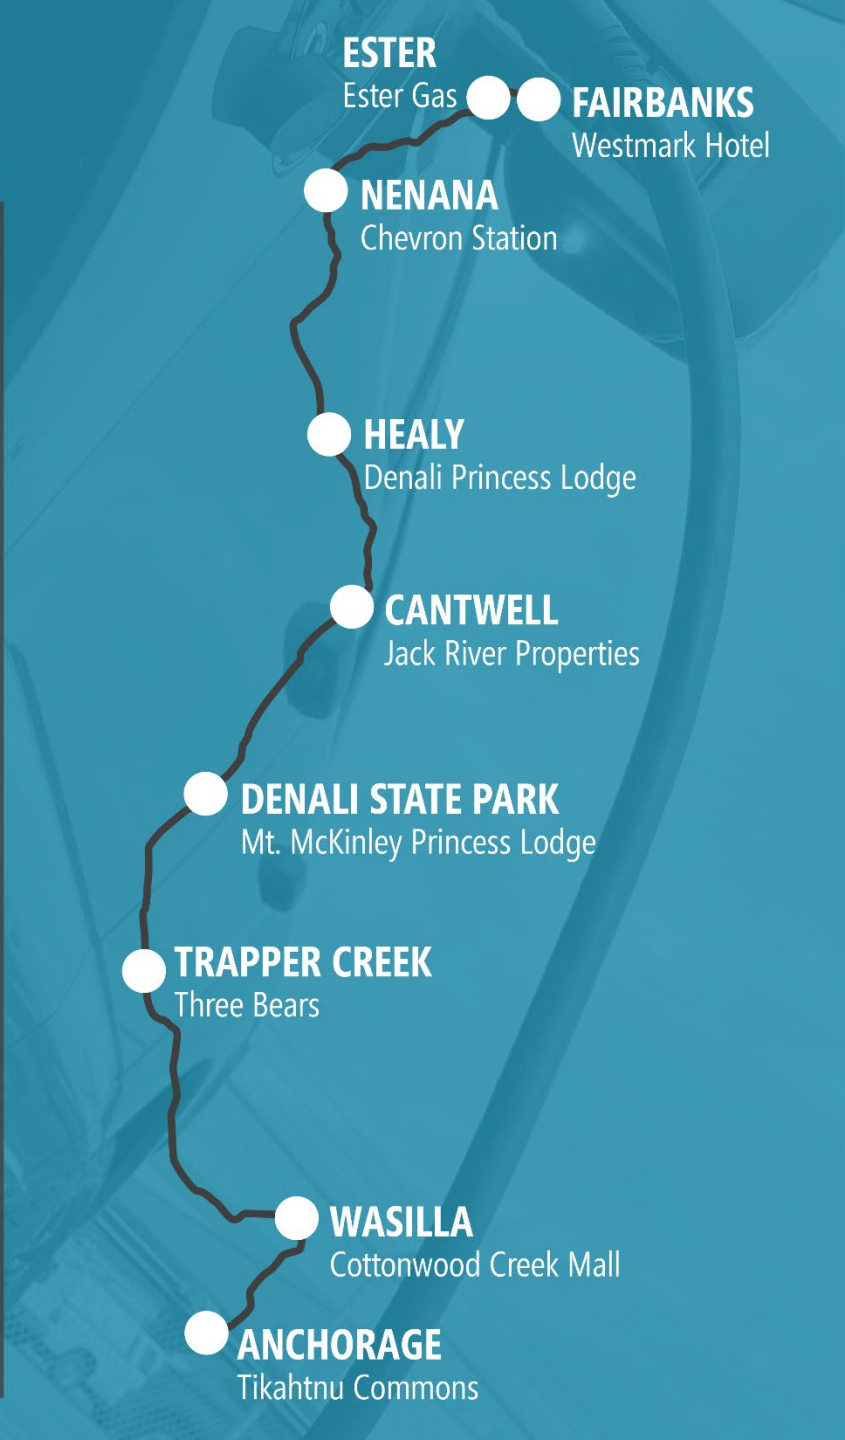 ESTER
Ester Gas
FAIRBANKS
Westmark Hotel
NENANA
Chevron Station
HEALY
Denali Princess Lodge
CANTWELL
Jack River Properties
DENALI STATE PARK
Mt. McKinley Princess Lodge
TRAPPER CREEK
Three Bears
WASILLA
Cottonwood Creek Mall
ANCHORAGE
Tikahtnu Commons